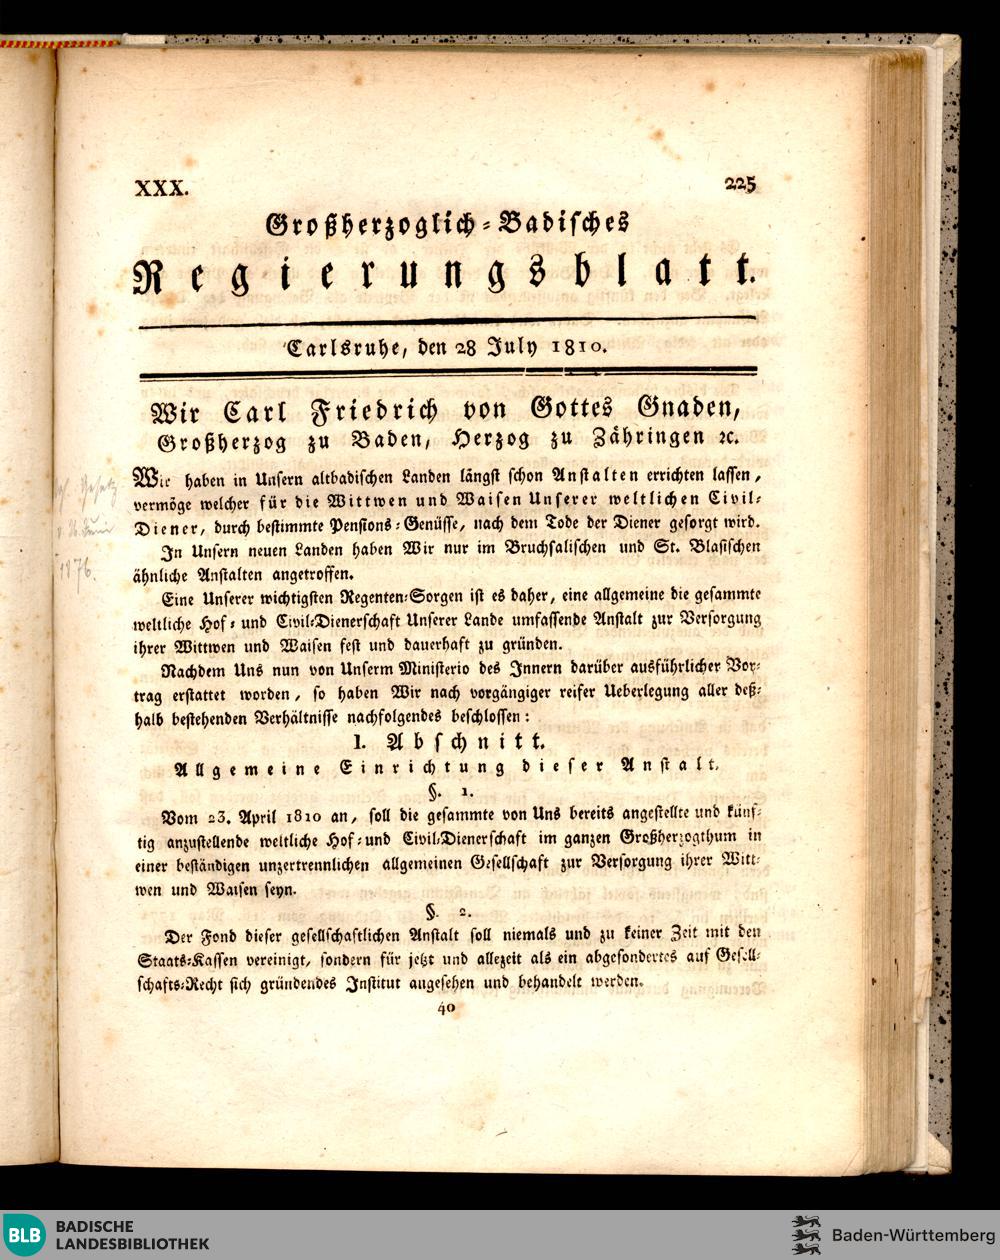 XXX.
225
Großherzoglich-Badisches
Regierungsblatt.
Carlsruhe, den 28 July 1810.
Wir Carl Friedrich von Gottes Gnaden,
Großherzog zu Baden, Herzog zu Zähringen ꝛc.
Wir haben in Unsern altbadischen Landen längst schon Anstalten errichten lassen,
vermöge welcher für die Wittwen und Waisen Unserer weltlichen Civil-
Diener, durch bestimmte Pensions-Genüsse, nach dem Tode der Diener gesorgt wird.
In Unsern neuen Landen haben Wir nur im Bruchsalischen und St. Blasischen
ähnliche Anstalten angetroffen.
Eine Unserer wichtigsten Regenten-Sorgen ist es daher, eine allgemeine die gesammte
weltliche Hof- und Civil-Dienerschaft Unserer Lande umfassende Anstalt zur Versorgung
ihrer Wittwen und Waisen fest und dauerhaft zu gründen.
Nachdem Uns nun von Unserm Ministerio des Innern darüber ausführlicher Vor-
trag erstattet worden, so haben Wir nach vorgängiger reifer Ueberlegung aller deß-
halb bestehenden Verhältnisse nachfolgendes beschlossen:
I. Abschnitt.
Allgemeine Einrichtung dieser Anstalt.
§. 1.
Vom 23. April 1810 an, soll die gesammte von Uns bereits angestellte und künf-
tig anzustellende weltliche Hof- und Civil-Dienerschaft im ganzen Großherzogthum in
einer beständigen unzertrennlichen allgemeinen Gesellschaft zur Versorgung ihrer Witt-
wen und Waisen seyn.
§. 2.
Der Fond dieser gesellschaftlichen Anstalt soll niemals und zu keiner Zeit mit den
Staats-Kassen vereinigt, sondern für jetzt und allezeit als ein abgesondertes auf Gesell-
schafts-Recht sich gründendes Institut angesehen und behandelt werden.
40
Gesetz
v. 26. Juni
1876.
BLB BADISCHE
LANDESBIBLIOTHEK
Baden-Württemberg